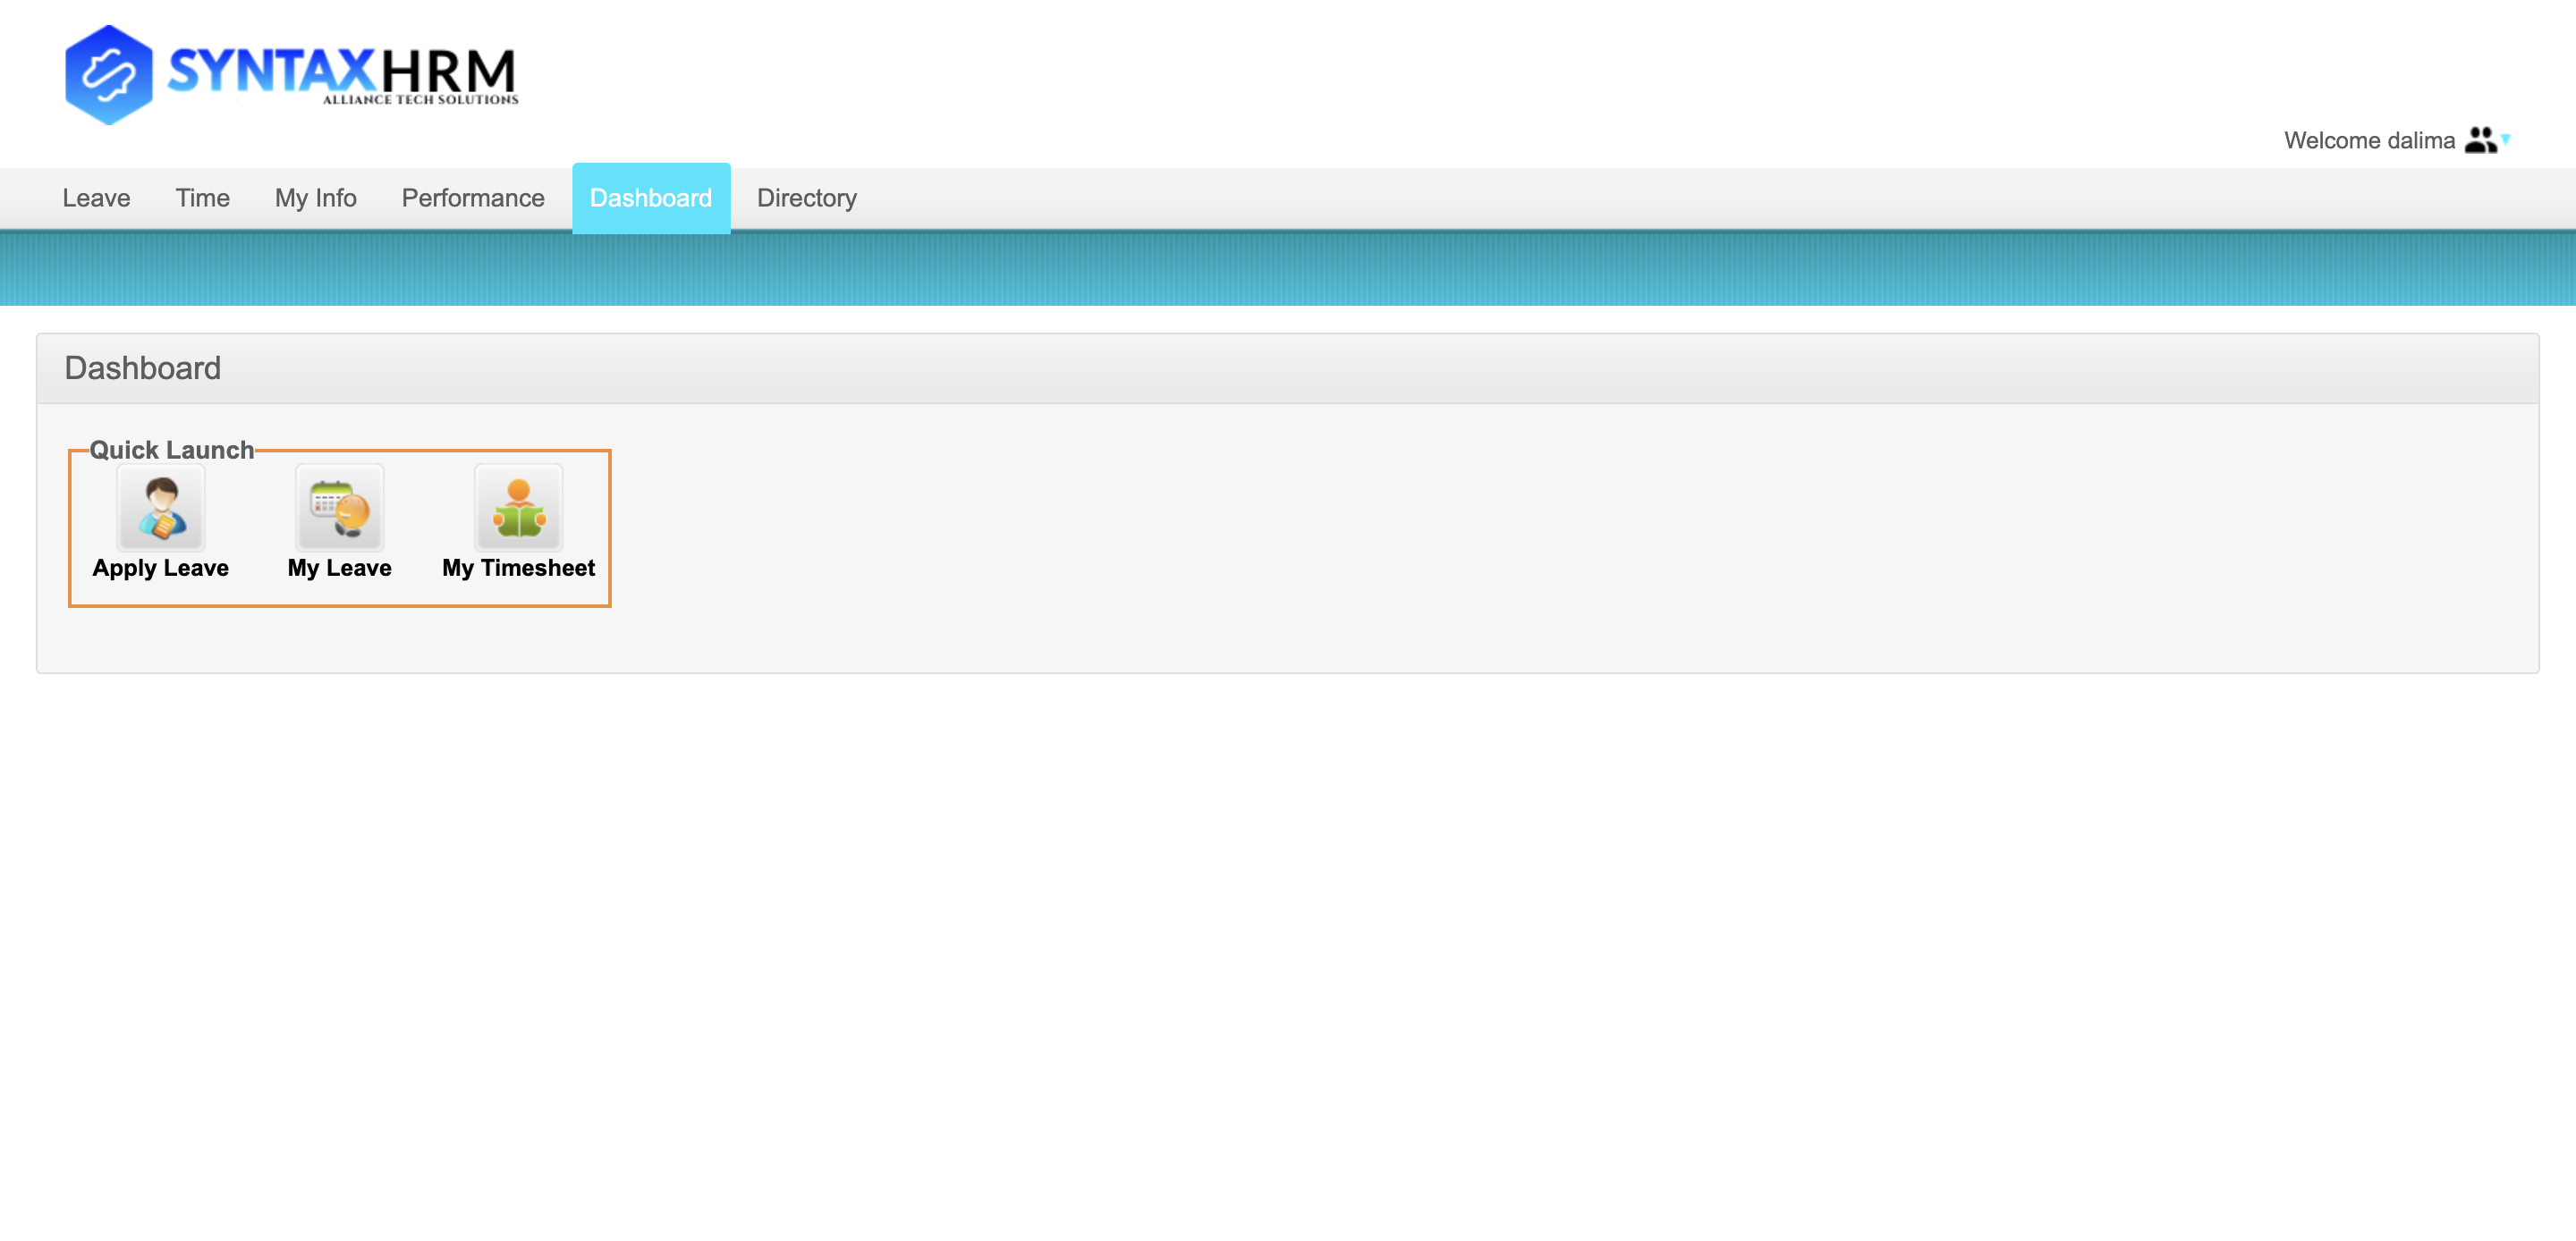 SYNTAXHRM
ALLIANCE TECH SOLUTIONS
Welcome dalima
Leave Time My Info Performance Dashboard Directory
Dashboard
Quick Launch
Apply Leave My Leave My Timesheet